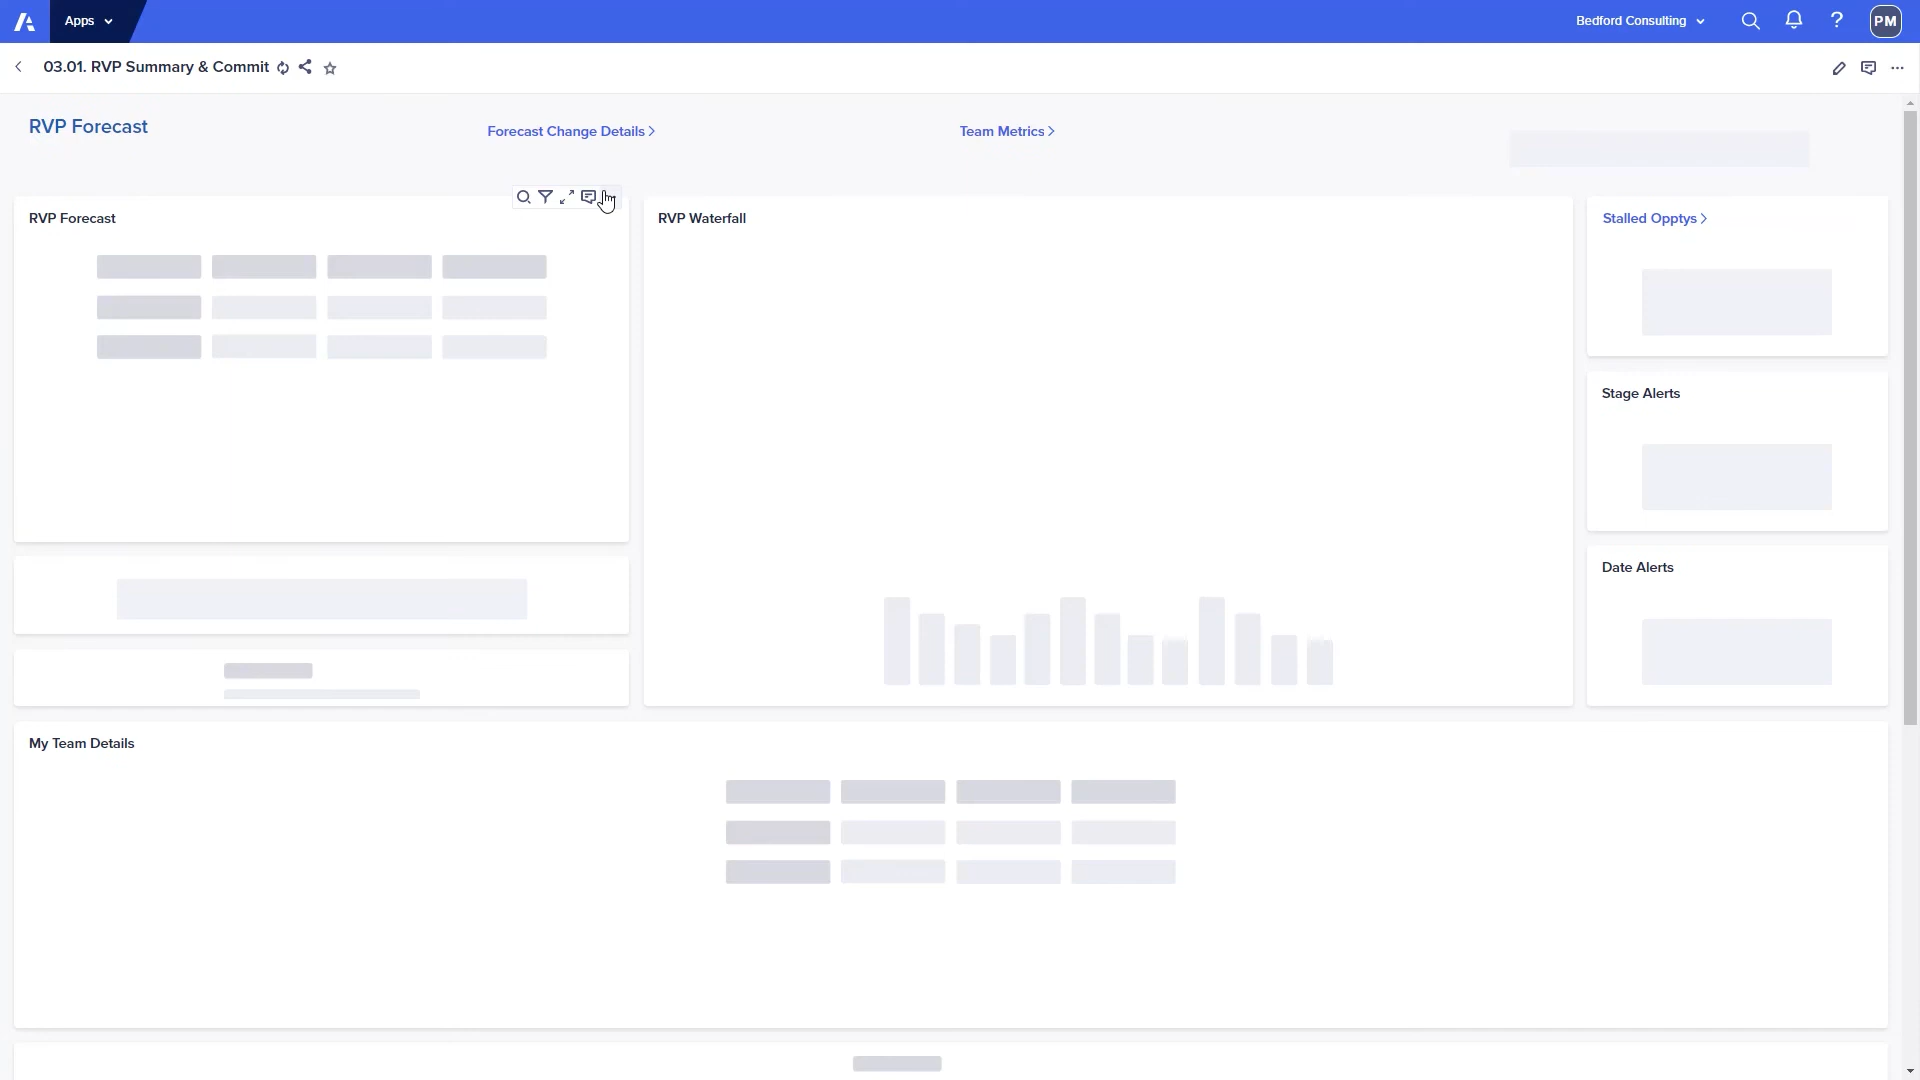 Apps
Bedford Consulting
?
PM
03.01. RVP Summary & Commit
RVP Forecast
Forecast Change Details
Team Metrics
RVP Forecast
RVP Waterfall
Stalled Opptys
Stage Alerts
Date Alerts
My Team Details